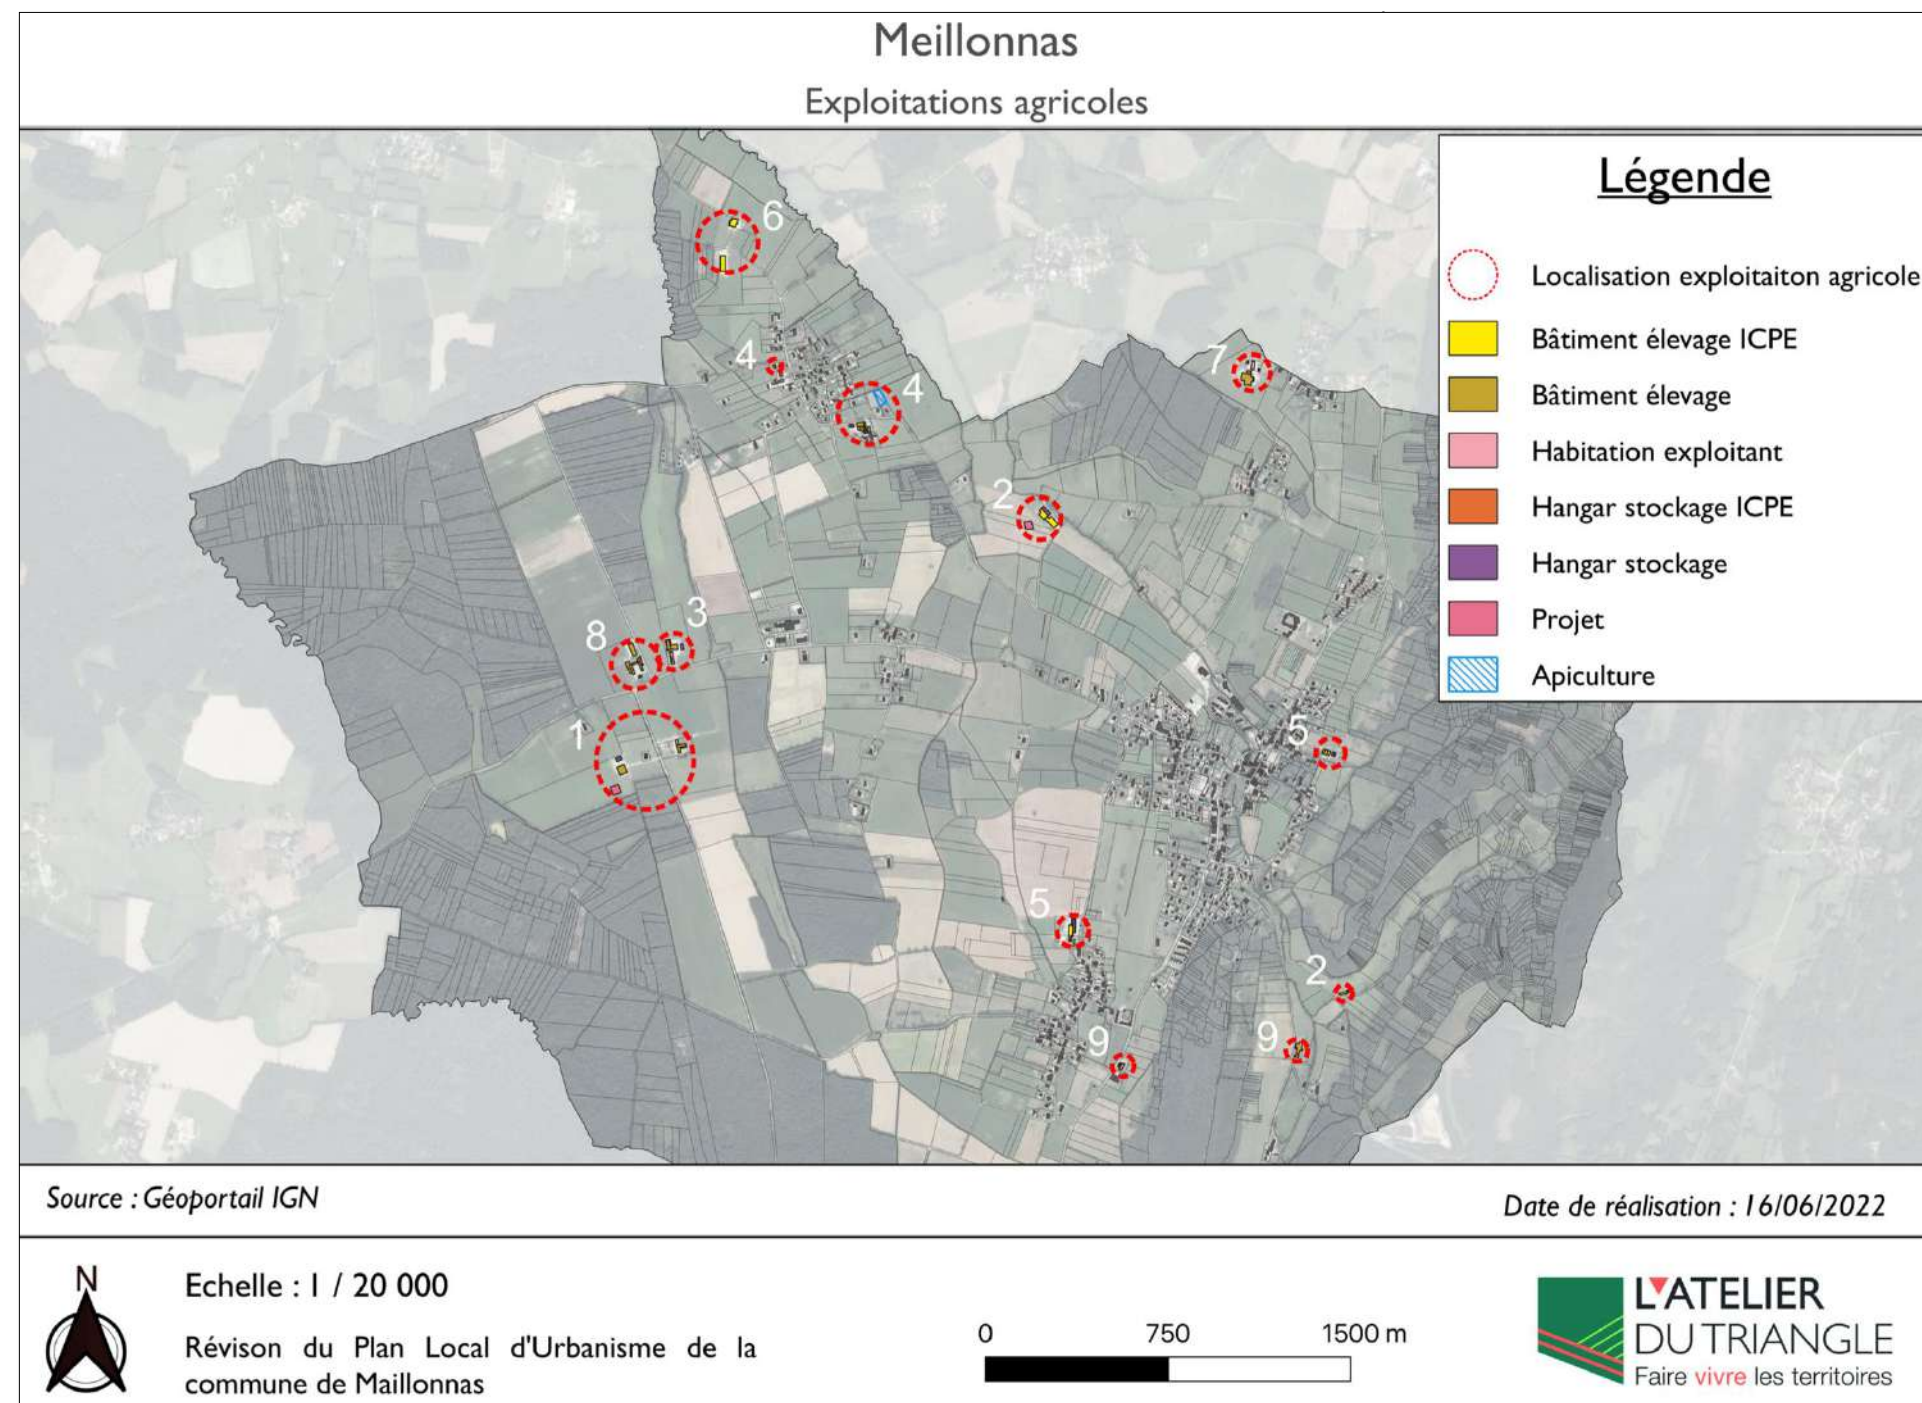 Meillonnas
Exploitations agricoles
Légende
Localisation exploitaiton agricole
Bâtiment élevage ICPE
Bâtiment élevage
Habitation exploitant
Hangar stockage ICPE
Hangar stockage
Projet
Apiculture
6
4
4
7
2
3
8
1
5
5
2
9
9
Source : Géoportail IGN
Date de réalisation : 16/06/2022
N
Echelle : 1 / 20 000
Révison du Plan Local d'Urbanisme de la
commune de Maillonnas
0 750 1500 m
L'ATELIER
DU TRIANGLE
Faire vivre les territoires